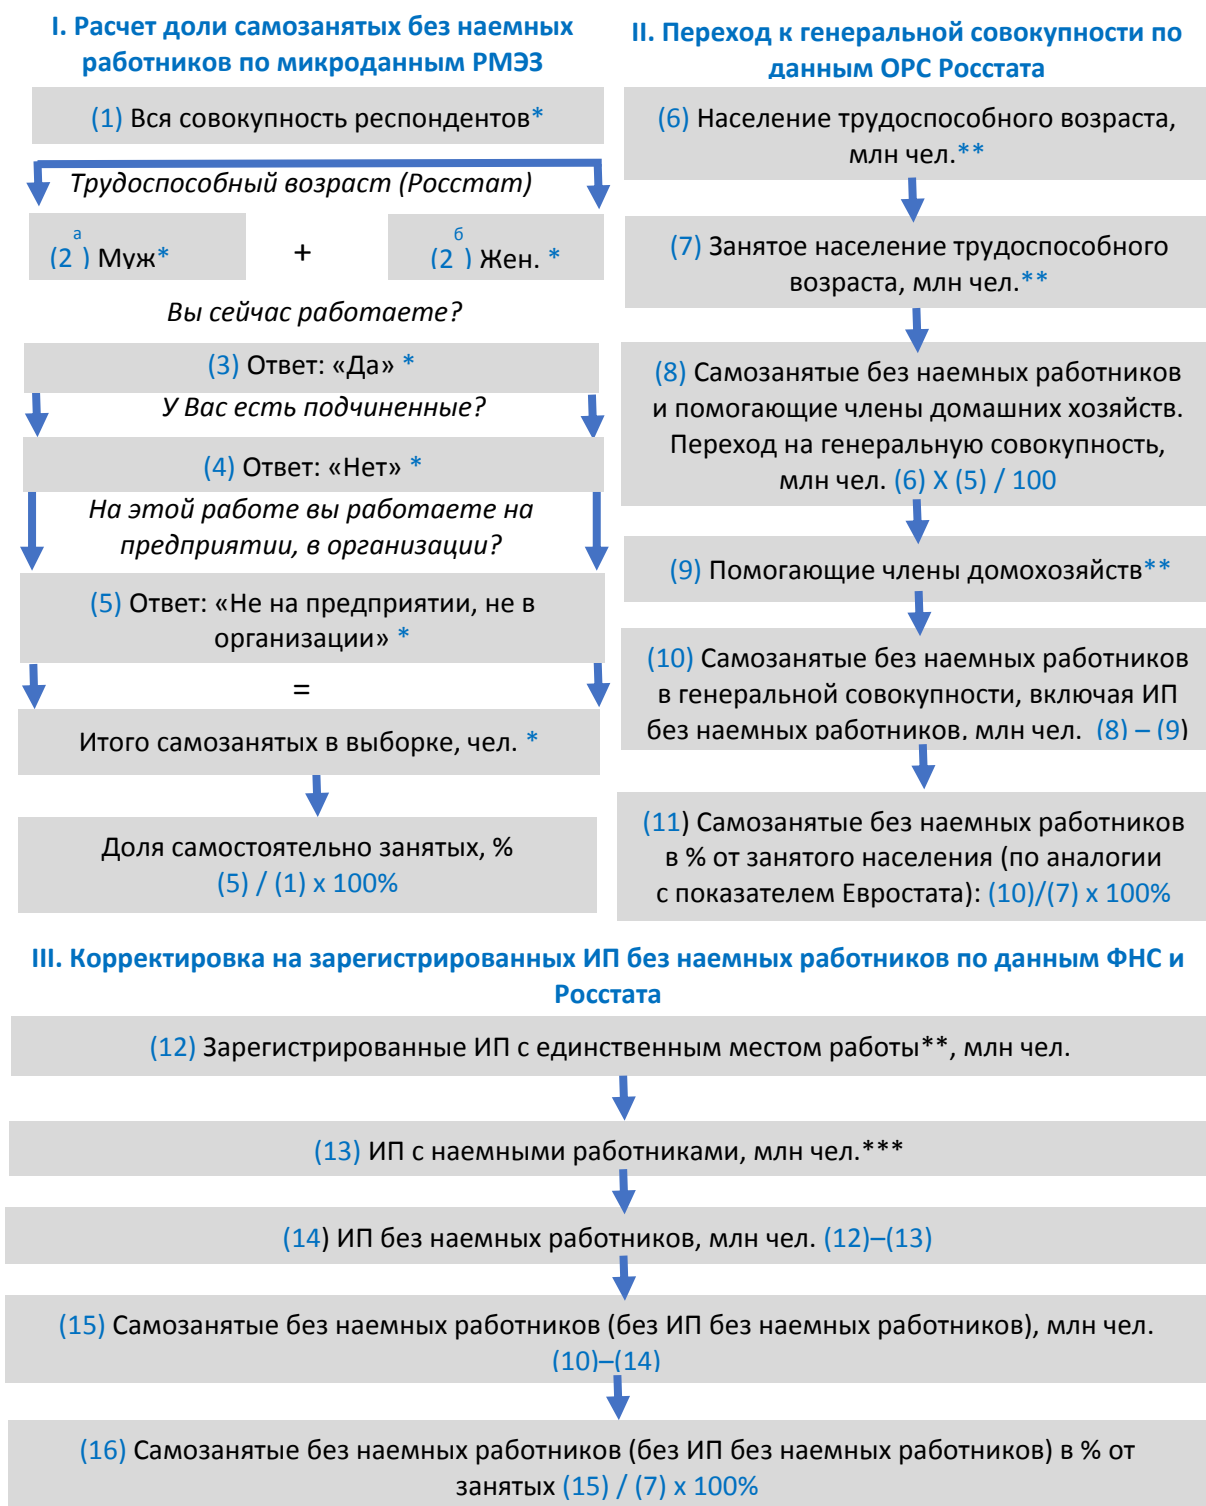 I. Расчет доли самозанятых без наемных
работников по микроданным РМЭЗ
(1) Вся совокупность респондентов*
Трудоспособный возраст (Росстат)
(2а) Муж*
+
(2б) Жен. *
Вы сейчас работаете?
(3) Ответ: «Да» *
У Вас есть подчиненные?
(4) Ответ: «Нет» *
На этой работе вы работаете на
предприятии, в организации?
(5) Ответ: «Не на предприятии, не в
организации» *
=
Итого самозанятых в выборке, чел. *
Доля самостоятельно занятых, %
(5) / (1) х 100%
II. Переход к генеральной совокупности по
данным ОРС Росстата
(6) Население трудоспособного возраста,
млн чел.**
(7) Занятое население трудоспособного
возраста, млн чел.**
(8) Самозанятые без наемных работников
и помогающие члены домашних хозяйств.
Переход на генеральную совокупность,
млн чел. (6) Х (5) / 100
(9) Помогающие члены домохозяйств**
(10) Самозанятые без наемных работников
в генеральной совокупности, включая ИП
без наемных работников, млн чел. (8) – (9)
(11) Самозанятые без наемных работников
в % от занятого населения (по аналогии
с показателем Евростата): (10)/(7) х 100%
III. Корректировка на зарегистрированных ИП без наемных работников по данным ФНС и
Росстата
(12) Зарегистрированные ИП с единственным местом работы**, млн чел.
(13) ИП с наемными работниками, млн чел.***
(14) ИП без наемных работников, млн чел. (12)–(13)
(15) Самозанятые без наемных работников (без ИП без наемных работников), млн чел.
(10)–(14)
(16) Самозанятые без наемных работников (без ИП без наемных работников) в % от
занятых (15) / (7) х 100%